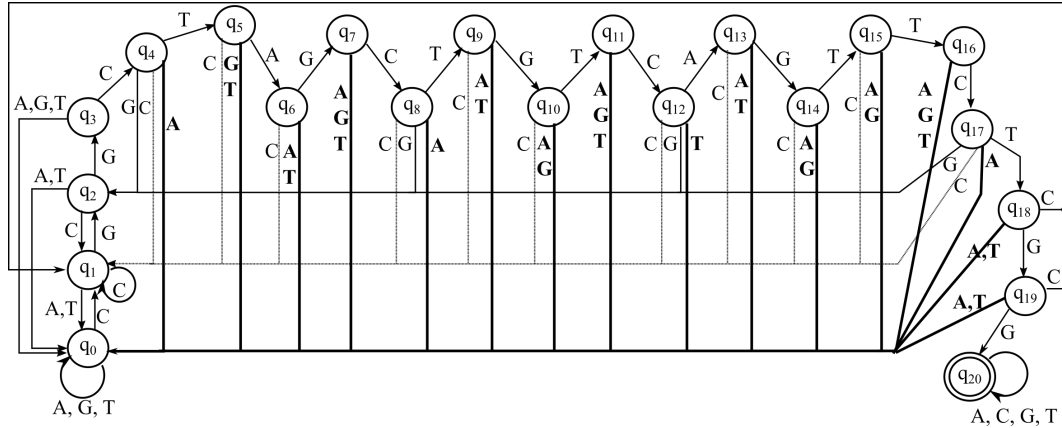 T q5 q7 q9 q11 q13 q15 T q16
q4 A G C T G T C A G T
C C G A A C
A,G,T G C T q6 q8 C T q10 q12 C T q14 C A G A G T q17 T
q3 A A G T A G T
G C A T C G A C A G C G T C A G G C A
A,T q2 q18 C
C G G
q1 C A,T
A,T C A,T q19 C
q0 G
q20
A, G, T A, C, G, T